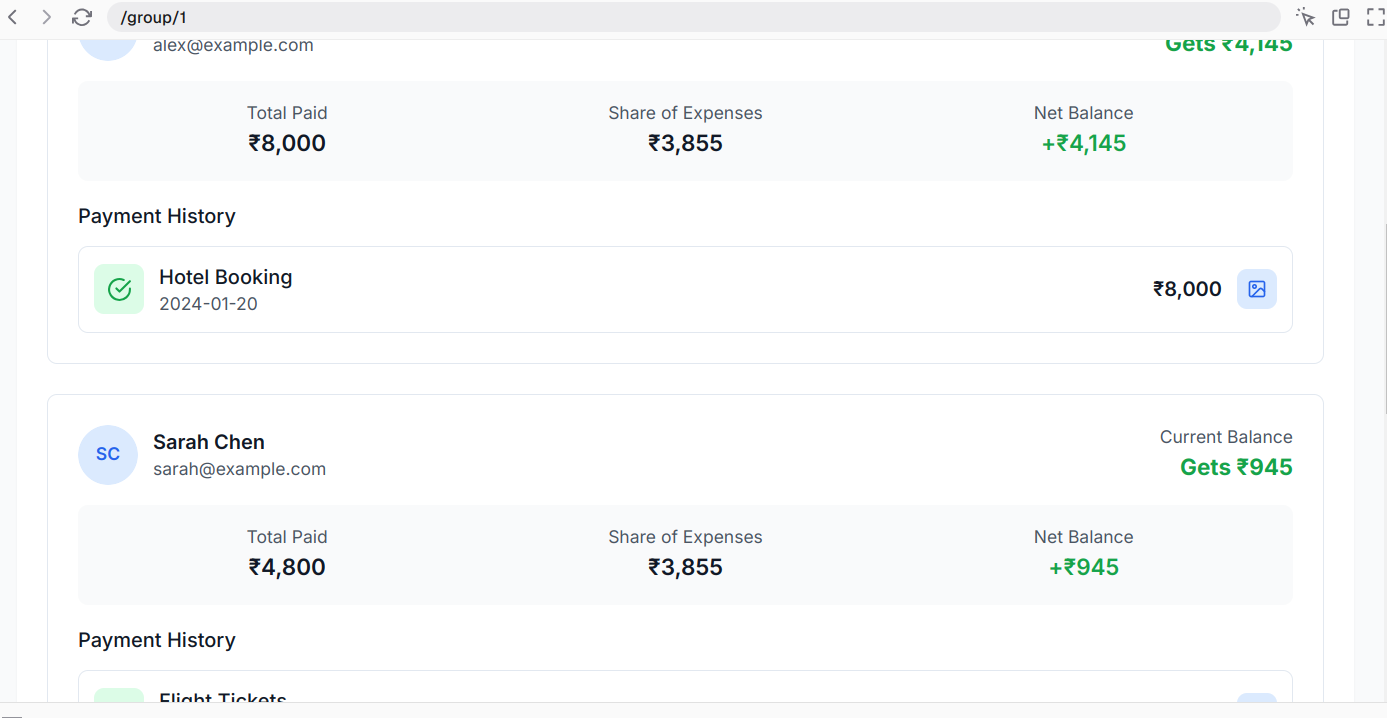 /group/1
alex@example.com
Gets ₹4,145
Total Paid
Share of Expenses
Net Balance
₹8,000
₹3,855
+₹4,145
Payment History
Hotel Booking
2024-01-20
₹8,000
SC
Sarah Chen
sarah@example.com
Current Balance
Gets ₹945
Total Paid
Share of Expenses
Net Balance
₹4,800
₹3,855
+₹945
Payment History
Flight Tickets